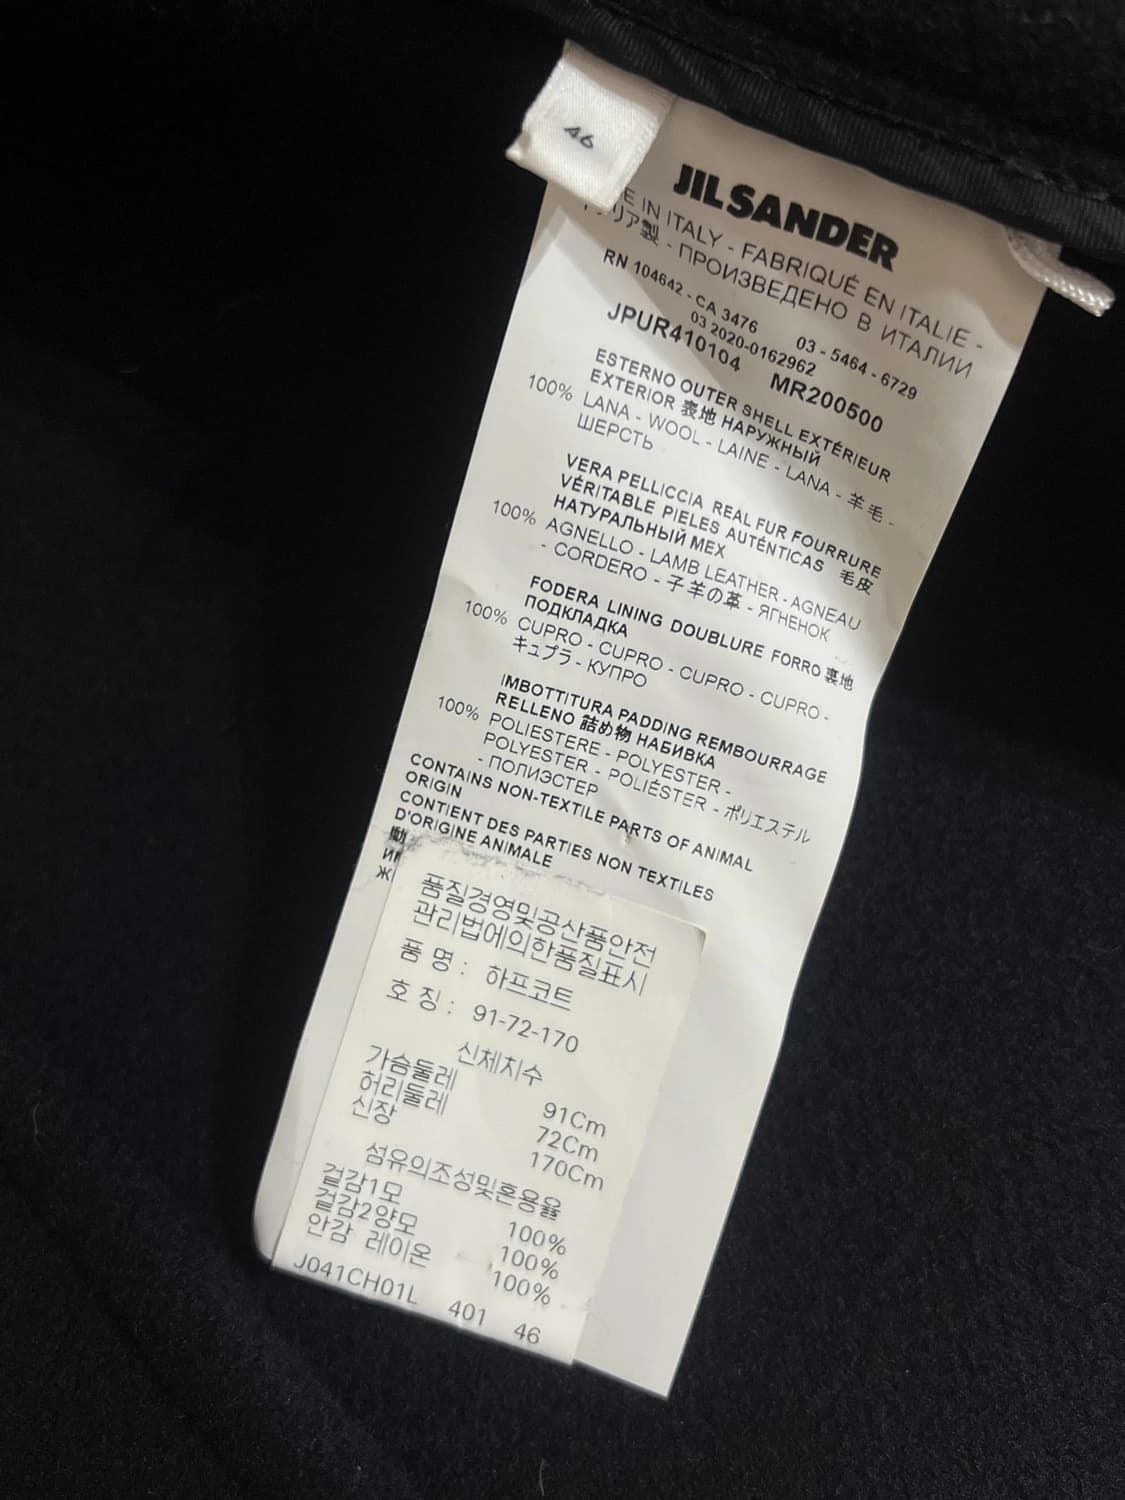 46
JIL SANDER
E IN ITALY - FABRIQUÉ EN ITALIE -
イタリア製 - ПРОИЗВЕДЕНО В ИТАЛИИ
RN 104642 - CA 3476 03 - 5464 - 6729
03 2020-0162962
JPUR410104 MR200500
ESTERNO OUTER SHELL EXTÉRIEUR
EXTERIOR 表地 НАРУЖНЫЙ
100% LANA - WOOL - LAINE - LANA - 羊毛 -
ШЕРСТЬ
VERA PELLICCIA REAL FUR FOURRURE
VÉRITABLE PIELES AUTÉNTICAS 毛皮
НАТУРАЛЬНЫЙ МЕХ
100% AGNELLO - LAMB LEATHER - AGNEAU
- CORDERO - 子羊の革 - ЯГНЕНОК
FODERA LINING DOUBLURE FORRO 裏地
ПОДКЛАДКА
100% CUPRO - CUPRO - CUPRO - CUPRO -
キュプラ - КУПРО
IMBOTTITURA PADDING REMBOURRAGE
RELLENO 詰め物 НАБИВКА
100% POLIESTERE - POLYESTER -
POLYESTER - POLIÉSTER - ポリエステル
- ПОЛИЭСТЕР
CONTAINS NON-TEXTILE PARTS OF ANIMAL
ORIGIN
CONTIENT DES PARTIES NON TEXTILES
D'ORIGINE ANIMALE
품질경영및공산품안전
관리법에의한품질표시
품 명 : 하프코트
호 칭 : 91-72-170
신체치수
가슴둘레 91Cm
허리둘레 72Cm
신장 170Cm
섬유의조성및혼용율
겉감1모 100%
겉감2양모 100%
안감 레이온 100%
J041CH01L 401 46